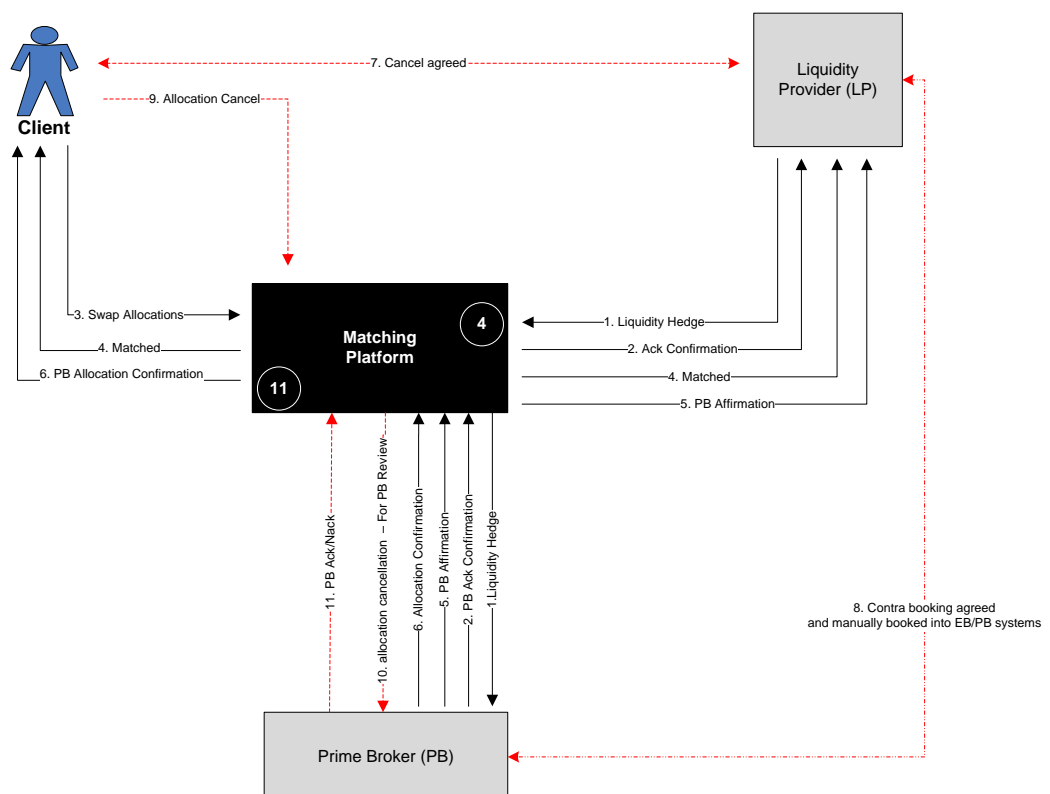 7. Cancel agreed
Liquidity
Provider (LP)
9. Allocation Cancel
Client
3. Swap Allocations
4. Matched
6. PB Allocation Confirmation
Matching
Platform
4
11
1. Liquidity Hedge
2. Ack Confirmation
4. Matched
5. PB Affirmation
11. PB Ack/Nack
10. allocation cancellation – For PB Review
6. Allocation Confirmation
5. PB Affirmation
2. PB Ack Confirmation
1.Liquidity Hedge
8. Contra booking agreed
and manually booked into EB/PB systems
Prime Broker (PB)